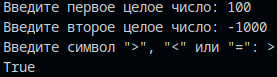 Введите первое целое число: 100
Введите второе целое число: -1000
Введите символ ">", "<" или "=": >
True